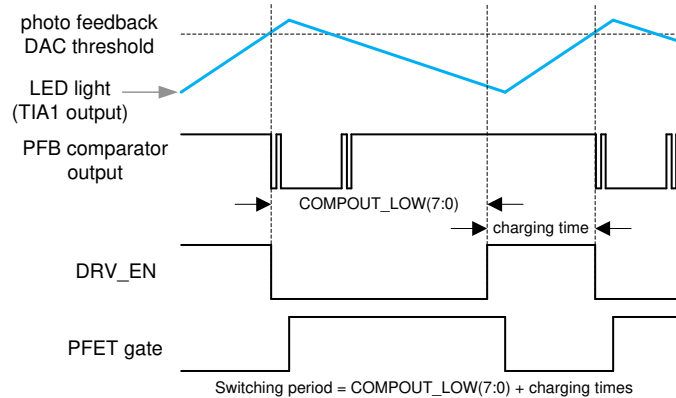 photo feedback
DAC threshold
LED light
(TIA1 output)
PFB comparator
output
COMPOUT_LOW(7:0)
charging time
DRV_EN
PFET gate
Switching period = COMPOUT_LOW(7:0) + charging times